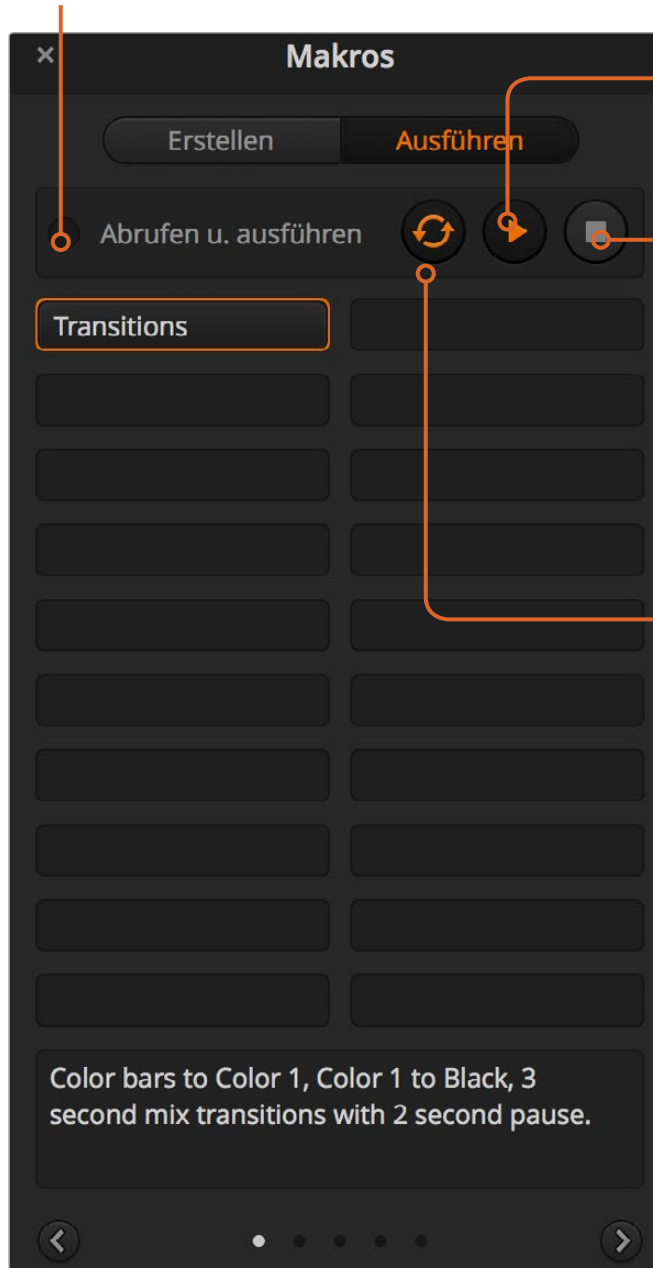 Makros
Erstellen
Ausführen
Abrufen u. ausführen
Transitions
Color bars to Color 1, Color 1 to Black, 3
second mix transitions with 2 second pause.